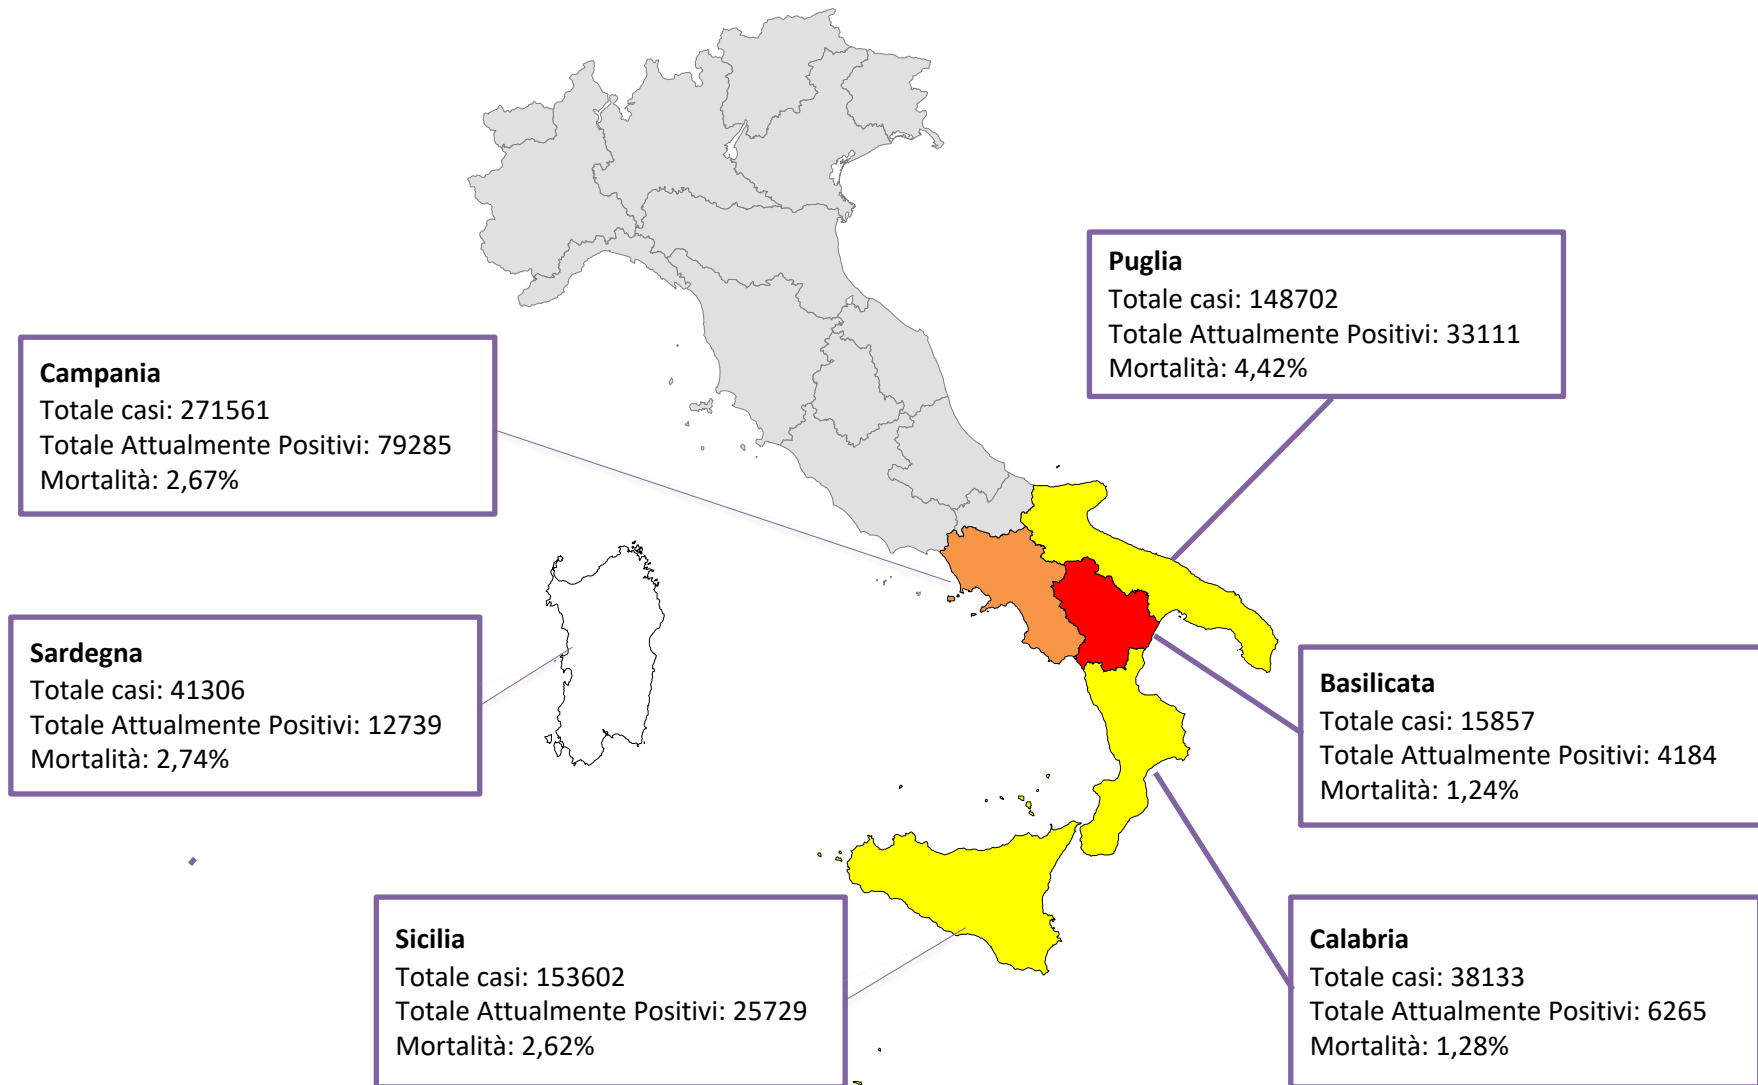 Puglia
Totale casi: 148702
Totale Attualmente Positivi: 33111
Mortalità: 4,42%
Campania
Totale casi: 271561
Totale Attualmente Positivi: 79285
Mortalità: 2,67%
Sardegna
Totale casi: 41306
Totale Attualmente Positivi: 12739
Mortalità: 2,74%
Basilicata
Totale casi: 15857
Totale Attualmente Positivi: 4184
Mortalità: 1,24%
Sicilia
Totale casi: 153602
Totale Attualmente Positivi: 25729
Mortalità: 2,62%
Calabria
Totale casi: 38133
Totale Attualmente Positivi: 6265
Mortalità: 1,28%